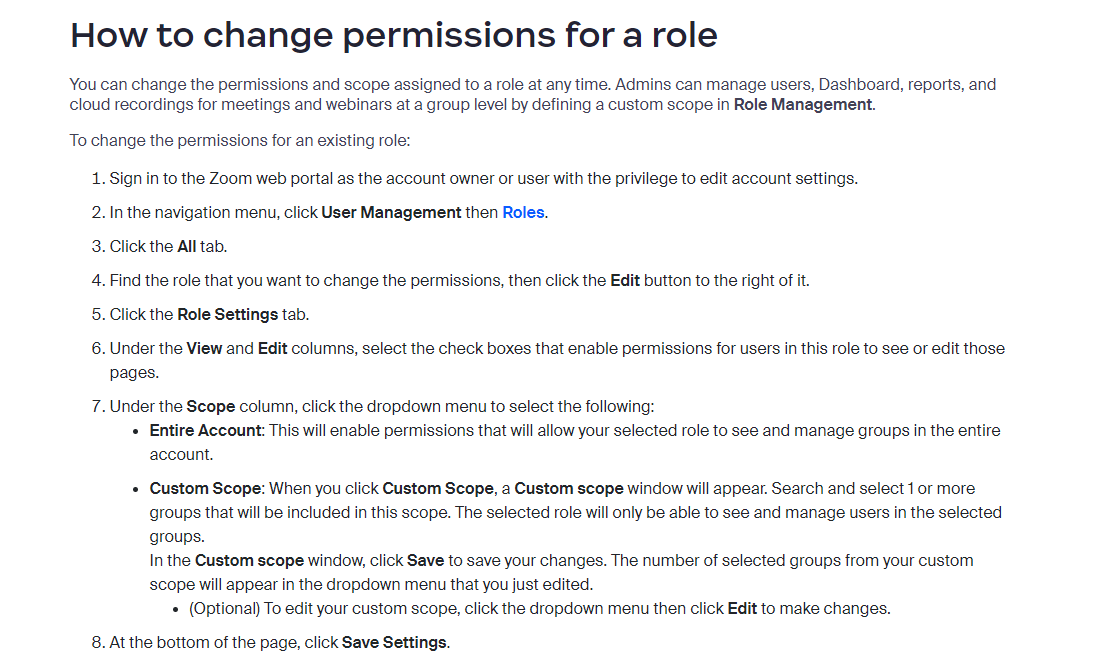 How to change permissions for a role
You can change the permissions and scope assigned to a role at any time. Admins can manage users, Dashboard, reports, and
cloud recordings for meetings and webinars at a group level by defining a custom scope in Role Management.
To change the permissions for an existing role:
1. Sign in to the Zoom web portal as the account owner or user with the privilege to edit account settings.
2. In the navigation menu, click User Management then Roles.
3. Click the All tab.
4. Find the role that you want to change the permissions, then click the Edit button to the right of it.
5. Click the Role Settings tab.
6. Under the View and Edit columns, select the check boxes that enable permissions for users in this role to see or edit those
pages.
7. Under the Scope column, click the dropdown menu to select the following:
• Entire Account: This will enable permissions that will allow your selected role to see and manage groups in the entire
account.
• Custom Scope: When you click Custom Scope, a Custom scope window will appear. Search and select 1 or more
groups that will be included in this scope. The selected role will only be able to see and manage users in the selected
groups.
In the Custom scope window, click Save to save your changes. The number of selected groups from your custom
scope will appear in the dropdown menu that you just edited.
• (Optional) To edit your custom scope, click the dropdown menu then click Edit to make changes.
8. At the bottom of the page, click Save Settings.